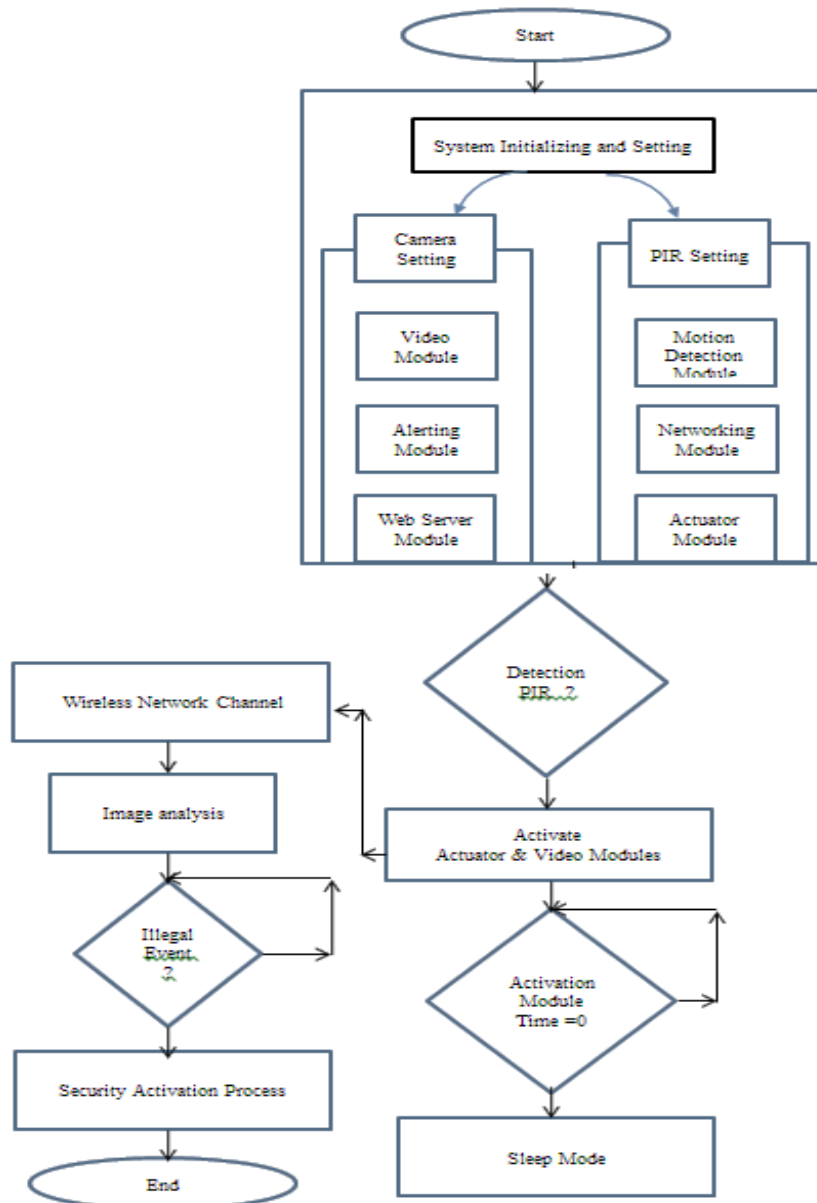 Start
System Initializing and Setting
Camera
Setting
PIR Setting
Video
Module
Motion
Detection
Module
Alerting
Module
Networking
Module
Web Server
Module
Actuator
Module
Detection
PIR ?
Wireless Network Channel
Image analysis
Activate
Actuator & Video Modules
Illegal
Event
?
Activation
Module
Time =0
Security Activation Process
Sleep Mode
End